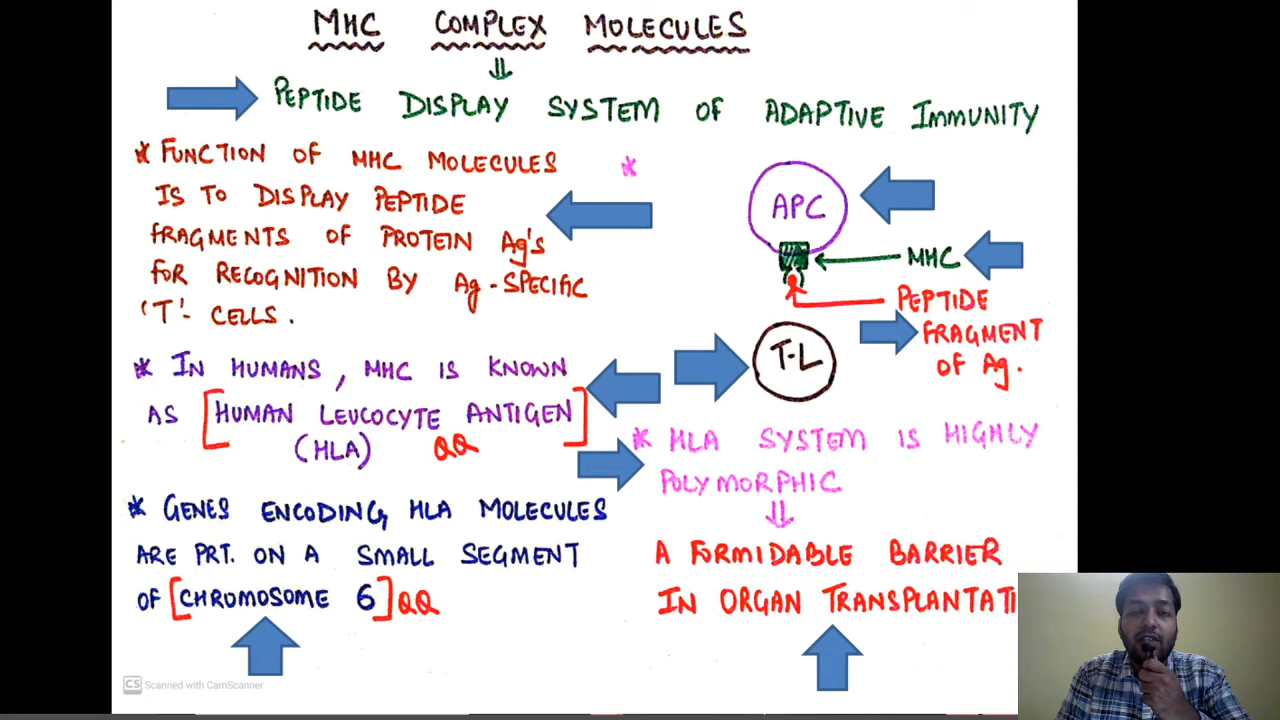 MHC COMPLEX MOLECULES
⇓
PEPTIDE DISPLAY SYSTEM OF ADAPTIVE IMMUNITY
* FUNCTION OF MHC MOLECULES
IS TO DISPLAY PEPTIDE
FRAGMENTS OF PROTEIN Ag's
FOR RECOGNITION BY Ag-SPECIFIC
'T'- CELLS.
* IN HUMANS, MHC IS KNOWN
AS [HUMAN LEUCOCYTE ANTIGEN]
(HLA) QQ
* GENES ENCODING HLA MOLECULES
ARE PRT. ON A SMALL SEGMENT
OF [CHROMOSOME 6] QQ
*
APC
MHC
PEPTIDE
FRAGMENT
OF Ag.
T-L
* HLA SYSTEM IS HIGHLY
POLYMORPHIC
⇓
A FORMIDABLE BARRIER
IN ORGAN TRANSPLANTATI
CS Scanned with CamScanner